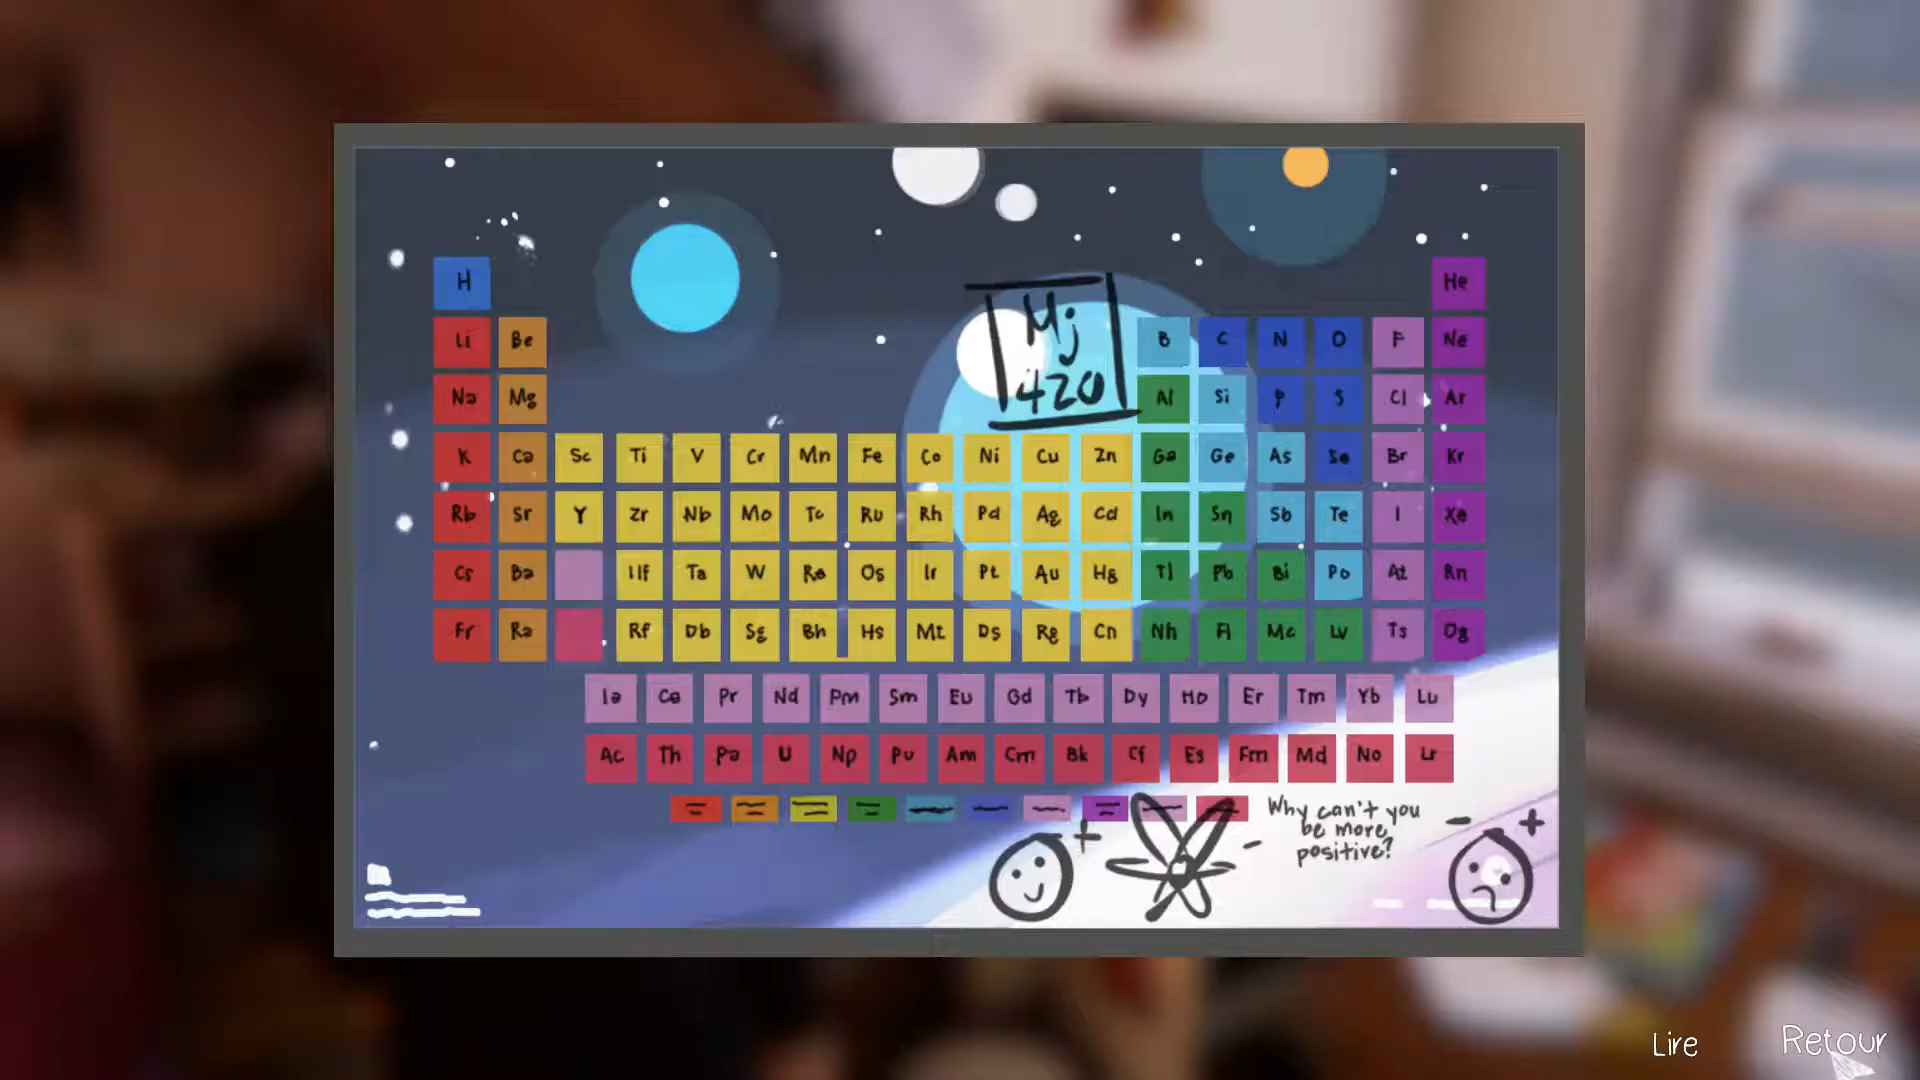 H He
Li Be B C N O F Ne
Na Mg Al Si P S Cl Ar
Mj
420
K Ca Sc Ti V Cr Mn Fe Co Ni Cu Zn Ga Ge As Se Br Kr
Rb Sr Y Zr Nb Mo Tc Ru Rh Pd Ag Cd In Sn Sb Te I Xe
Cs Ba Hf Ta W Re Os Ir Pt Au Hg Tl Pb Bi Po At Rn
Fr Ra Rf Db Sg Bh Hs Mt Ds Rg Cn Nh Fl Mc Lv Ts Og
la Ce Pr Nd Pm Sm Eu Gd Tb Dy Ho Er Tm Yb Lu
Ac Th Pa U Np Pu Am Cm Bk Cf Es Fm Md No Lr
Why can't you
be more
positive?
+ - - +
Lire Retour